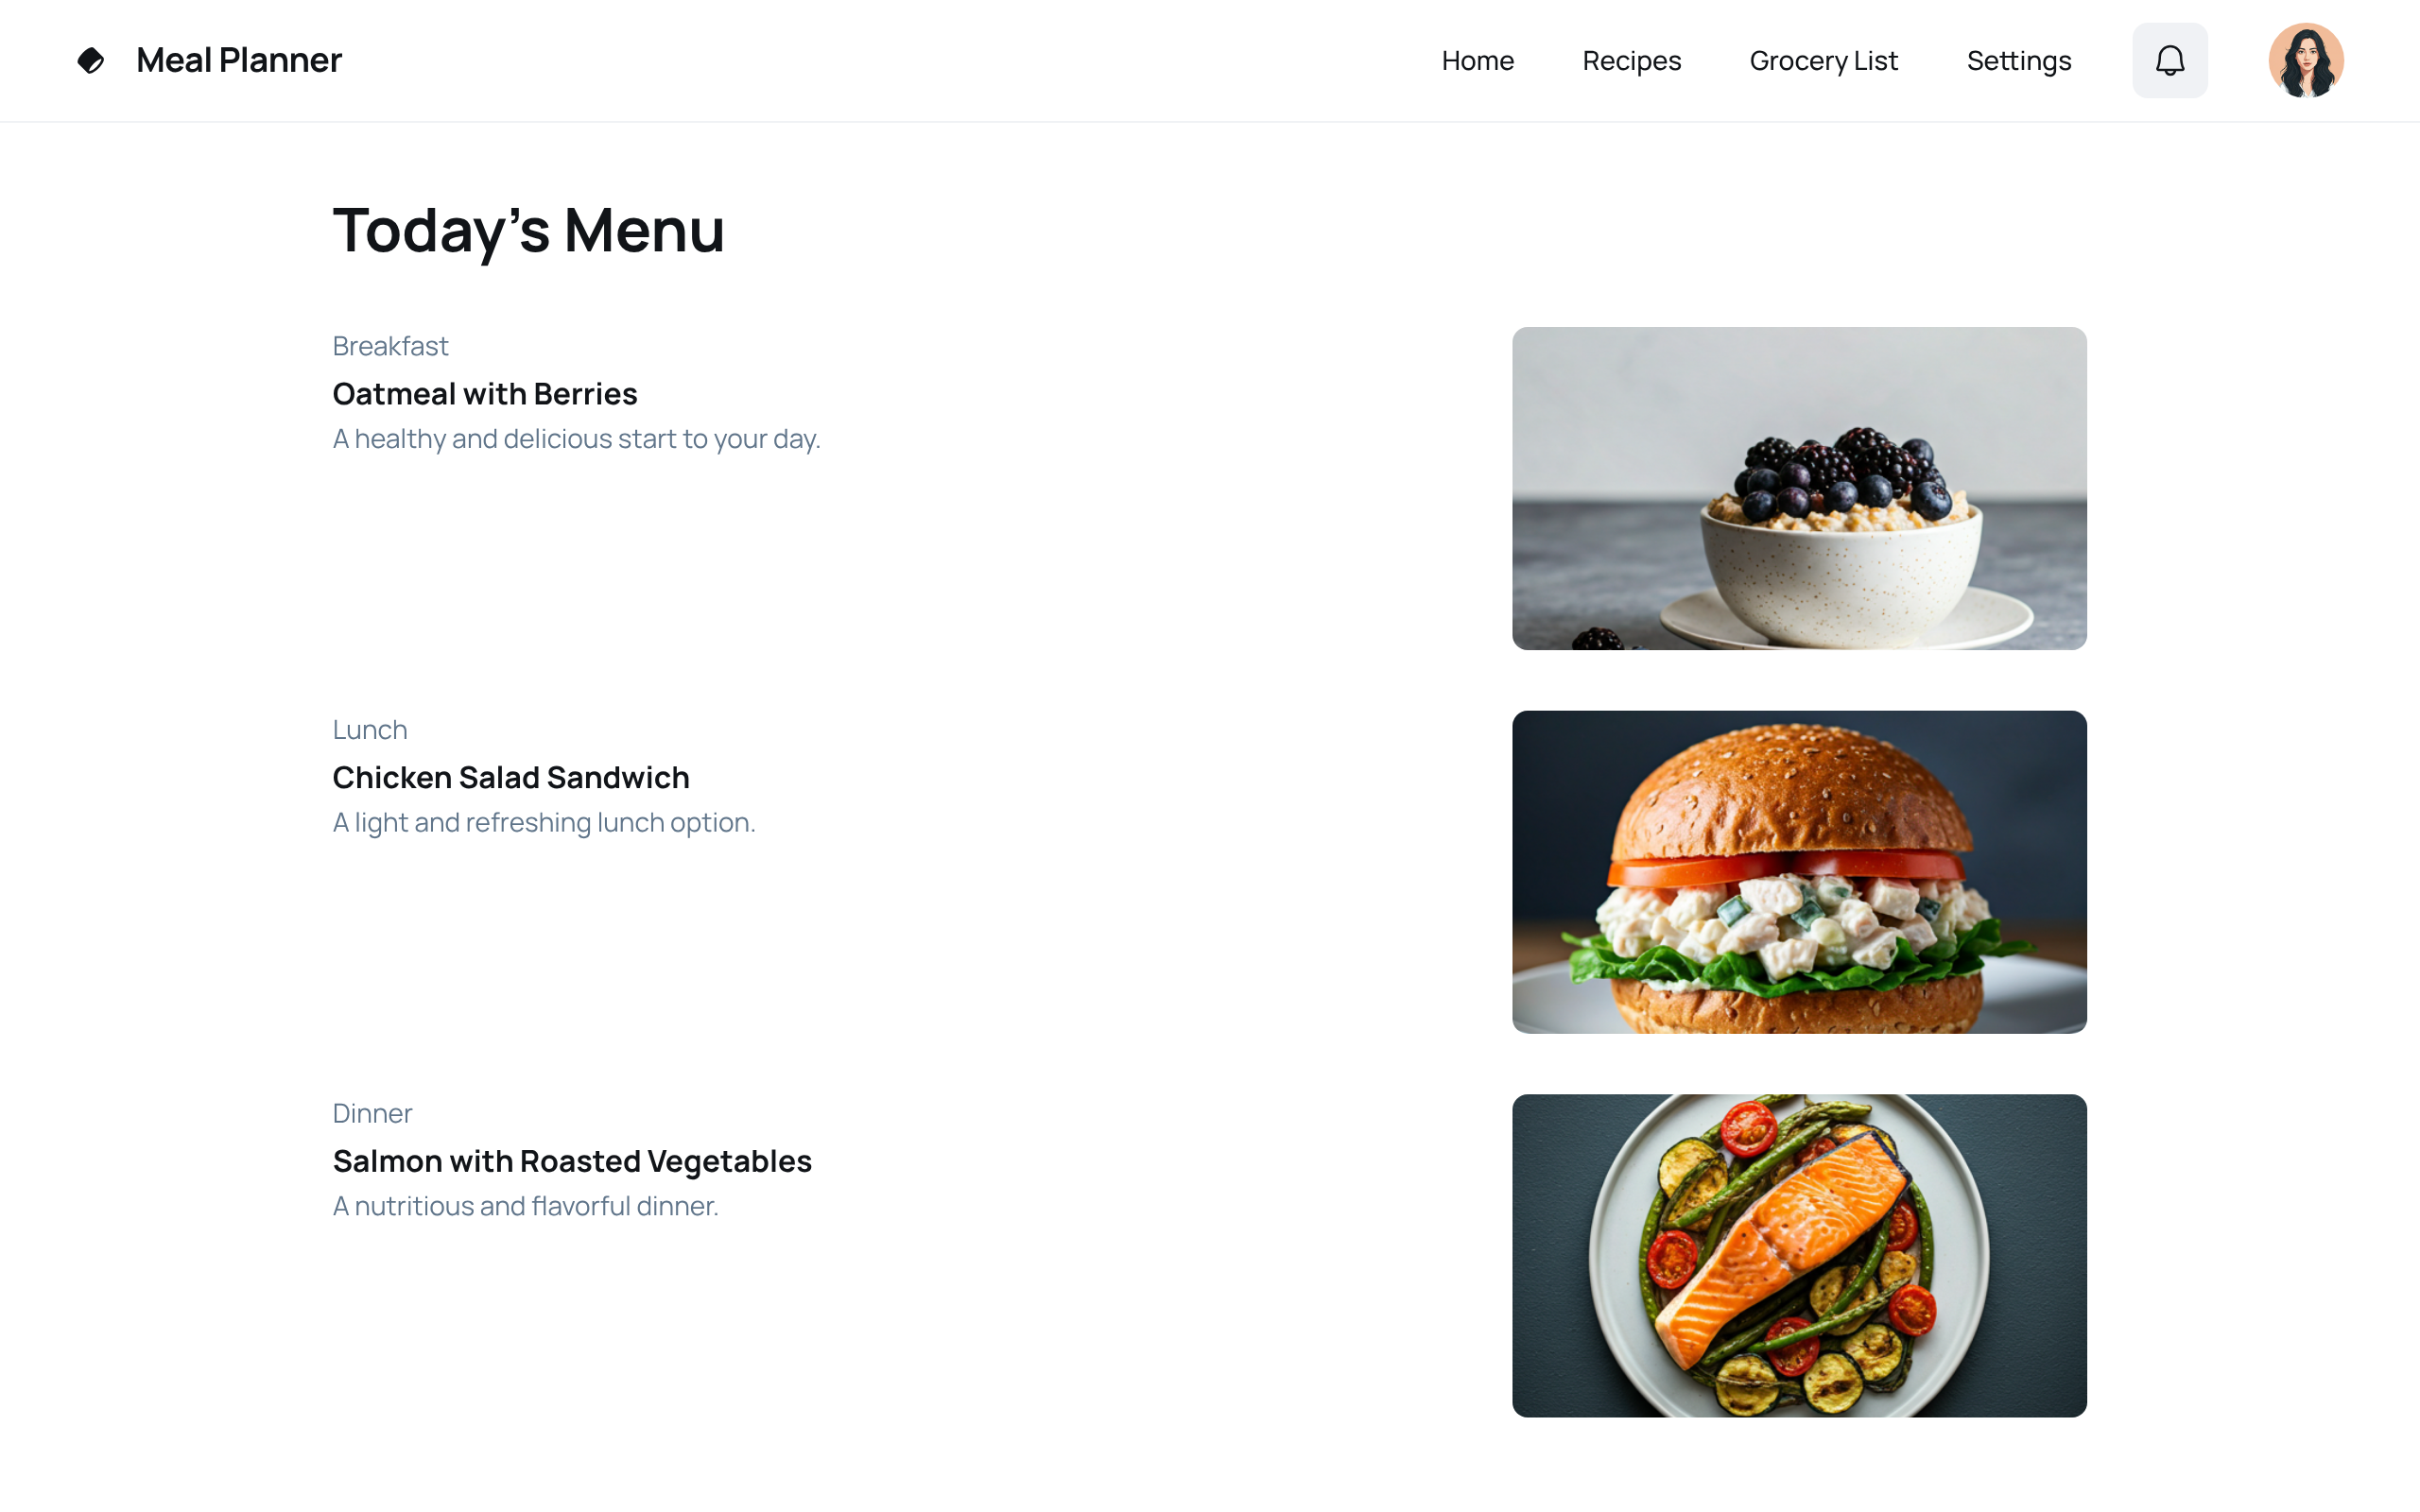 Meal Planner
Home
Recipes
Grocery List
Settings
Today’s Menu
Breakfast
Oatmeal with Berries
A healthy and delicious start to your day.
Lunch
Chicken Salad Sandwich
A light and refreshing lunch option.
Dinner
Salmon with Roasted Vegetables
A nutritious and flavorful dinner.